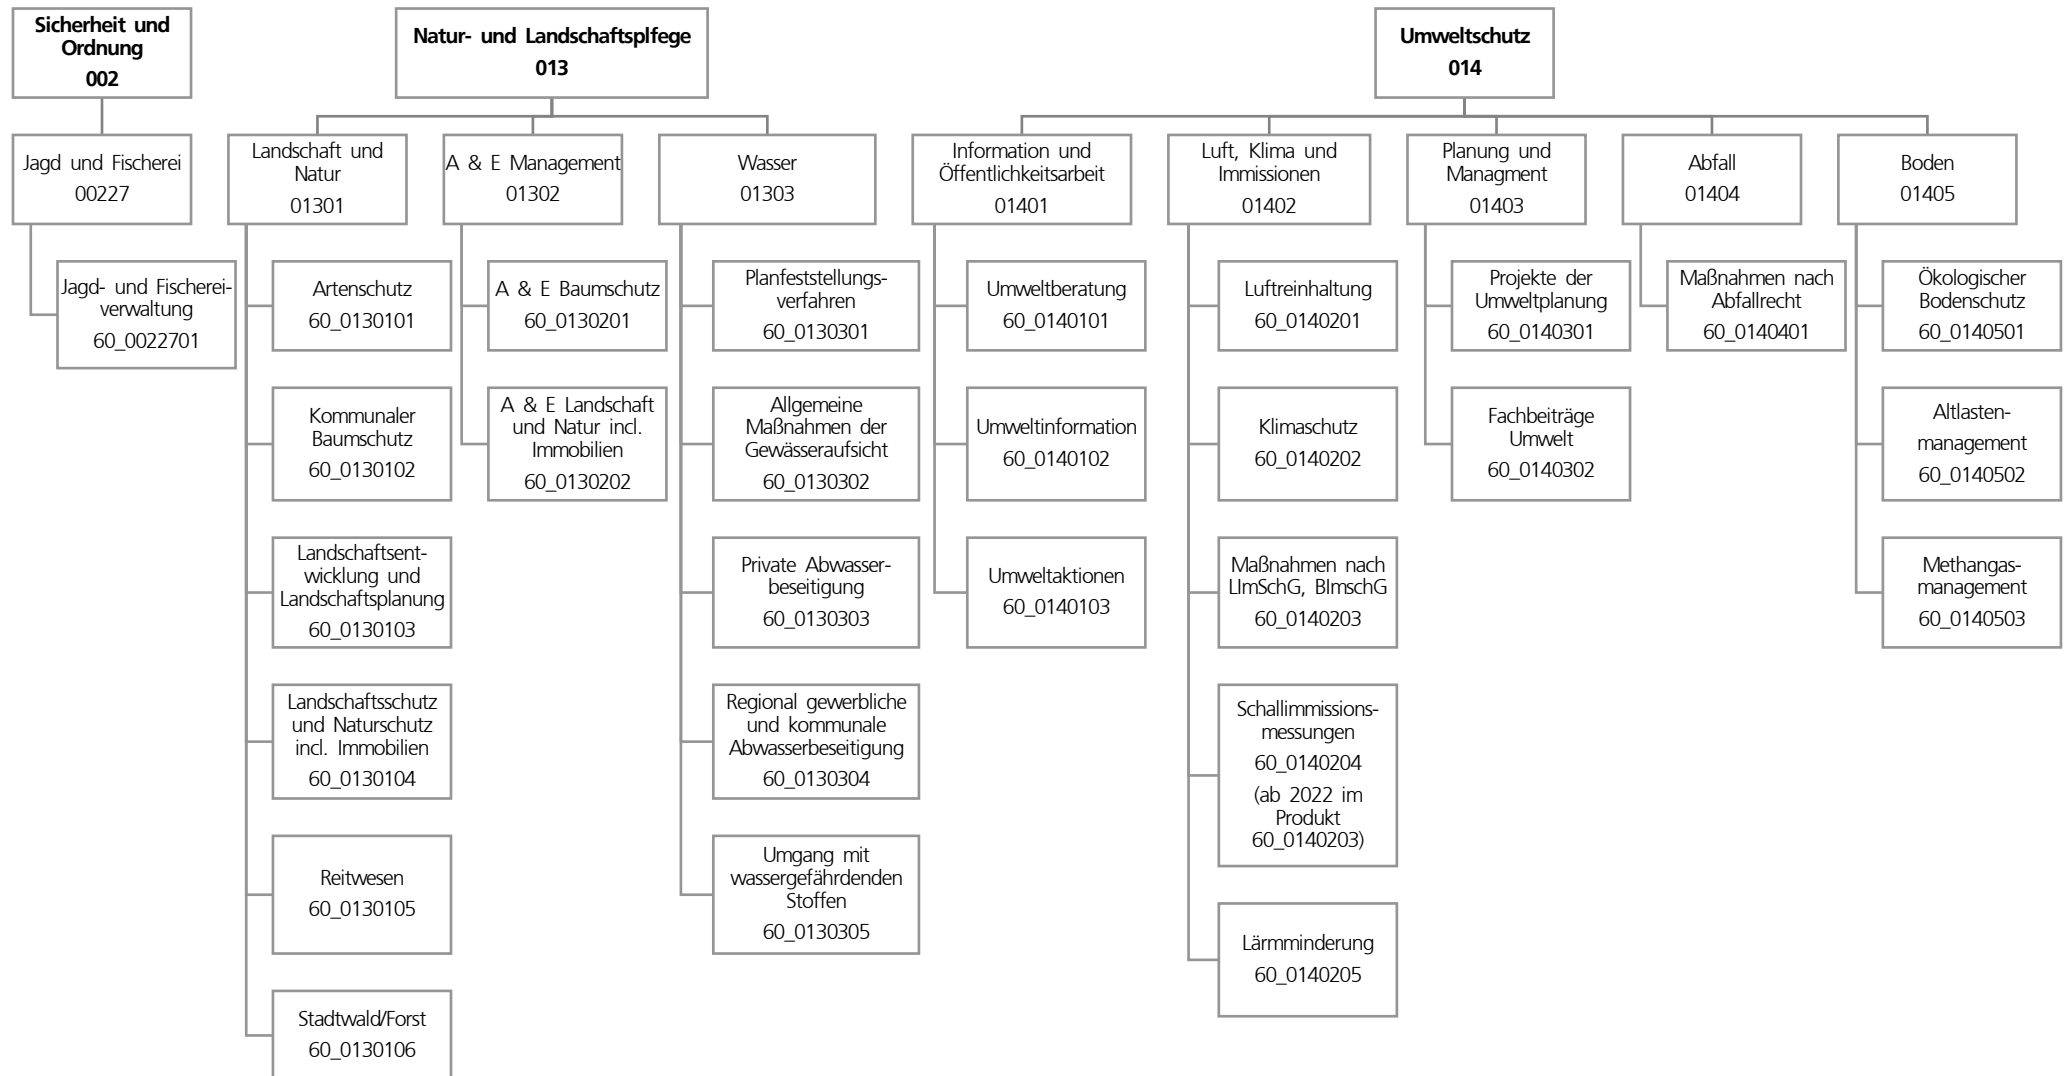 Sicherheit und
Ordnung
002
Natur- und Landschaftsplfege
013
Umweltschutz
014
Jagd und Fischerei
00227
Landschaft und
Natur
01301
A & E Management
01302
Wasser
01303
Information und
Öffentlichkeitsarbeit
01401
Luft, Klima und
Immissionen
01402
Planung und
Managment
01403
Abfall
01404
Boden
01405
Jagd- und Fischerei-
verwaltung
60_0022701
Artenschutz
60_0130101
Kommunaler
Baumschutz
60_0130102
Landschaftsent-
wicklung und
Landschaftsplanung
60_0130103
Landschaftsschutz
und Naturschutz
incl. Immobilien
60_0130104
Reitwesen
60_0130105
Stadtwald/Forst
60_0130106
A & E Baumschutz
60_0130201
A & E Landschaft
und Natur incl.
Immobilien
60_0130202
Planfeststellungs-
verfahren
60_0130301
Allgemeine
Maßnahmen der
Gewässeraufsicht
60_0130302
Private Abwasser-
beseitigung
60_0130303
Regional gewerbliche
und kommunale
Abwasserbeseitigung
60_0130304
Umgang mit
wassergefährdenden
Stoffen
60_0130305
Umweltberatung
60_0140101
Umweltinformation
60_0140102
Umweltaktionen
60_0140103
Luftreinhaltung
60_0140201
Klimaschutz
60_0140202
Maßnahmen nach
LImSchG, BImschG
60_0140203
Schallimmissions-
messungen
60_0140204
(ab 2022 im
Produkt
60_0140203)
Lärmminderung
60_0140205
Projekte der
Umweltplanung
60_0140301
Fachbeiträge
Umwelt
60_0140302
Maßnahmen nach
Abfallrecht
60_0140401
Ökologischer
Bodenschutz
60_0140501
Altlasten-
management
60_0140502
Methangas-
management
60_0140503